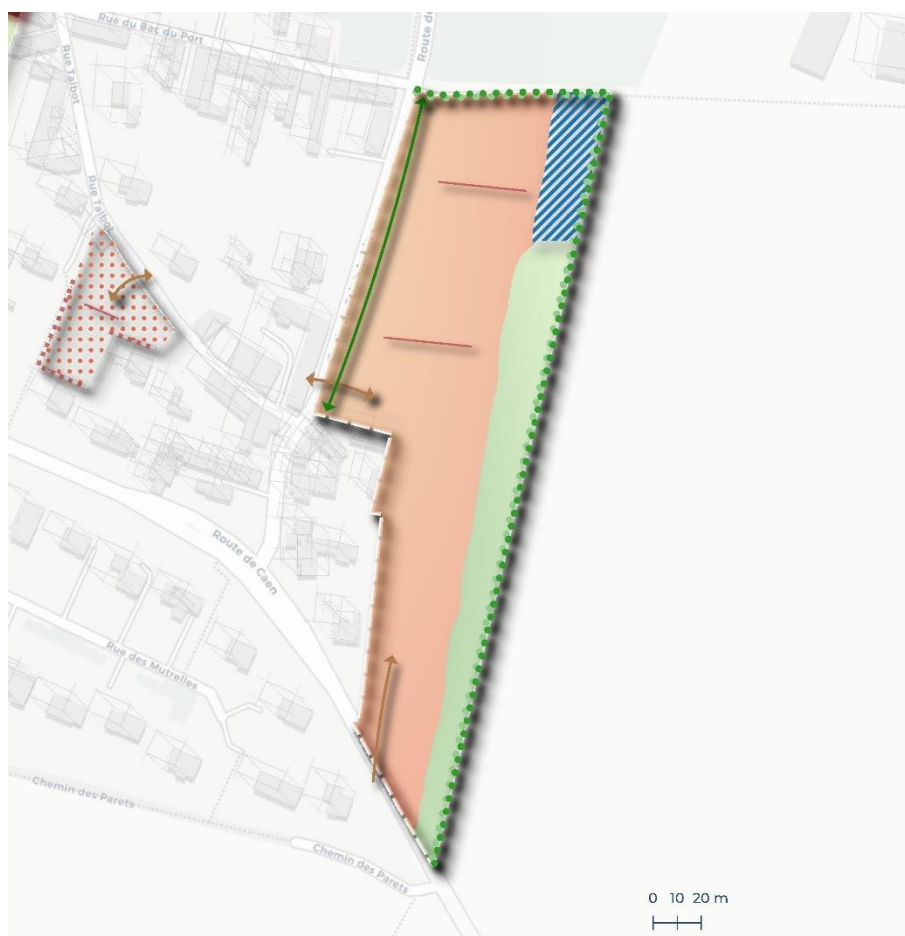 Rue du Bac du Port
Route de
Rue Talbot
Rue Talbot
Route de Caen
Rue des Mutrelles
Chemin des Parets
Chemin des Parets
0 10 20 m